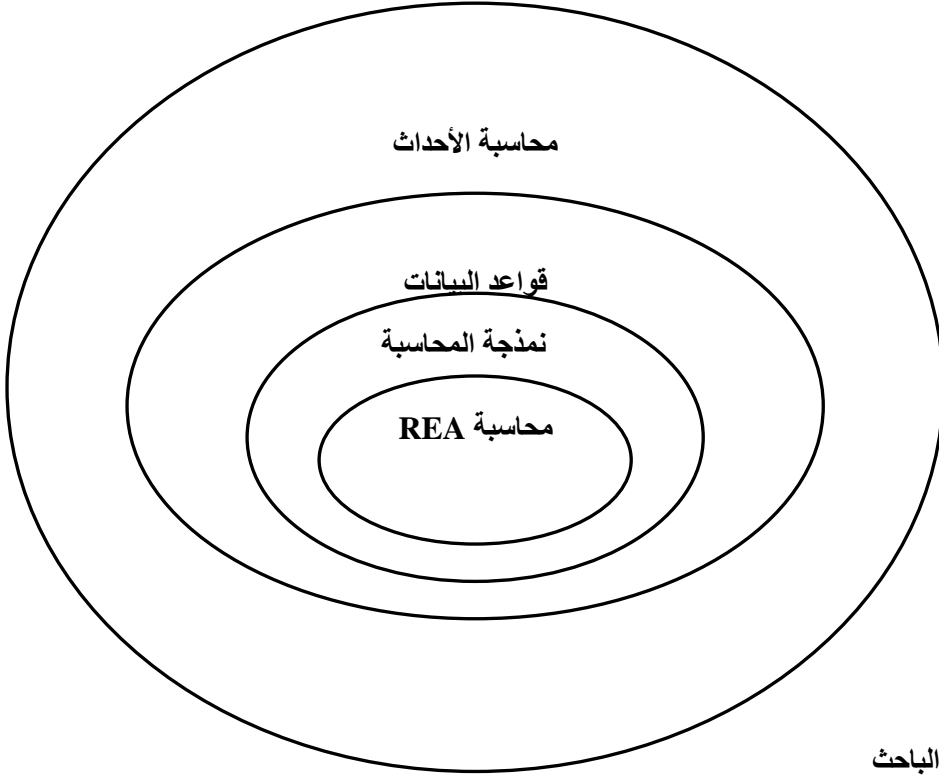 محاسبة الأحداث
قواعد البيانات
نمذجة المحاسبة
محاسبة REA
الباحث